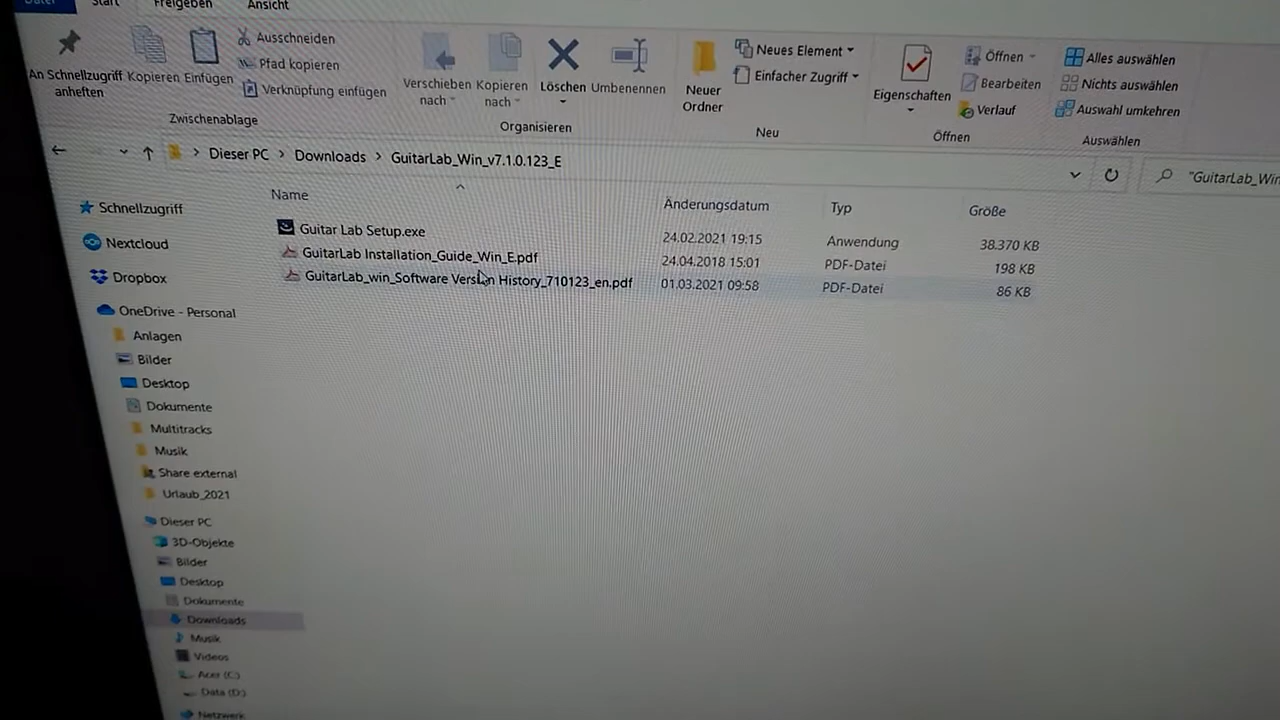 Datei Start Freigeben Ansicht
An Schnellzugriff anheften
Kopieren
Einfügen
Ausschneiden
Pfad kopieren
Verknüpfung einfügen
Zwischenablage
Verschieben nach
Kopieren nach
Löschen
Umbenennen
Organisieren
Neuer Ordner
Neues Element
Einfacher Zugriff
Neu
Eigenschaften
Öffnen
Bearbeiten
Verlauf
Öffnen
Alles auswählen
Nichts auswählen
Auswahl umkehren
Auswählen
Dieser PC > Downloads > GuitarLab_Win_v7.1.0.123_E
"GuitarLab_Win
Name Änderungsdatum Typ Größe
Guitar Lab Setup.exe 24.02.2021 19:15 Anwendung 38.370 KB
GuitarLab Installation_Guide_Win_E.pdf 24.04.2018 15:01 PDF-Datei 198 KB
GuitarLab_win_Software Version History_710123_en.pdf 01.03.2021 09:58 PDF-Datei 86 KB
Schnellzugriff
Nextcloud
Dropbox
OneDrive - Personal
Anlagen
Bilder
Desktop
Dokumente
Multitracks
Musik
Share external
Urlaub_2021
Dieser PC
3D-Objekte
Bilder
Desktop
Dokumente
Downloads
Musik
Videos
Acer (C:)
Data (D:)
Netzwerk